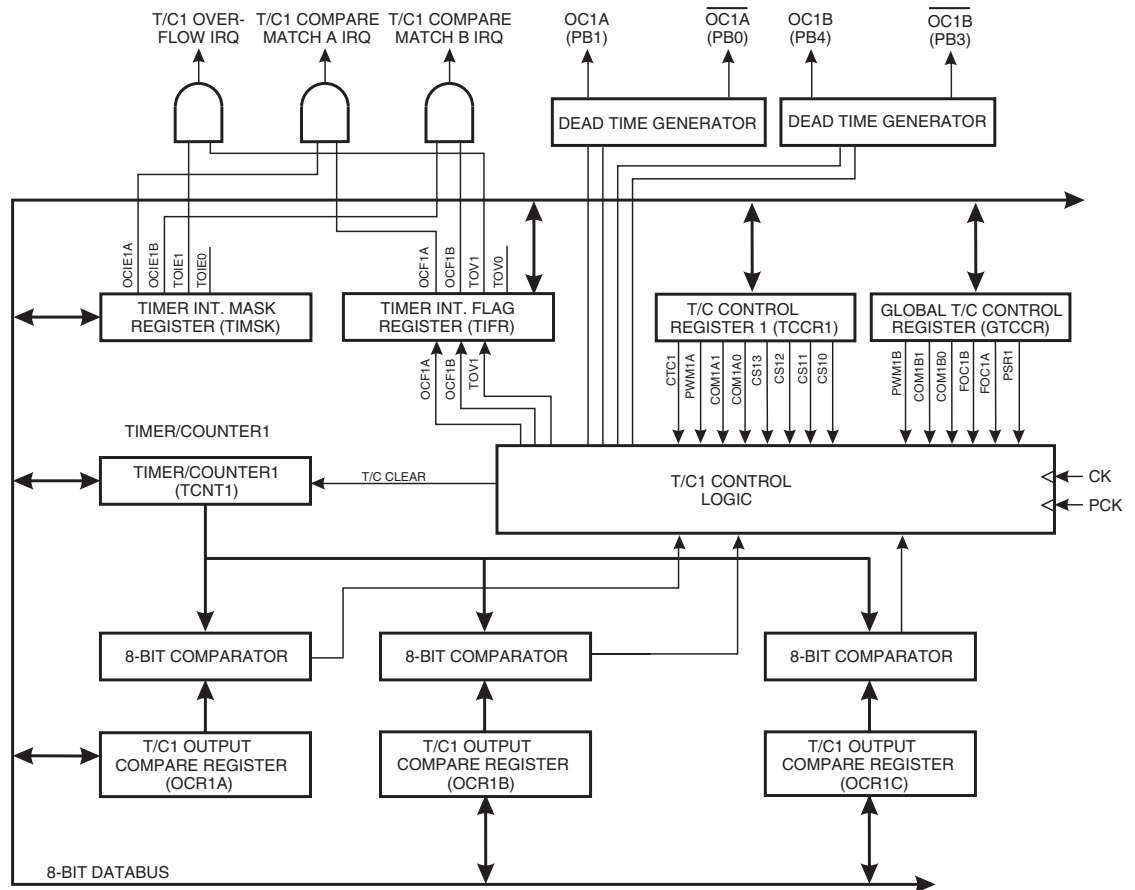 T/C1 OVER-
FLOW IRQ
T/C1 COMPARE
MATCH A IRQ
T/C1 COMPARE
MATCH B IRQ
OC1A
(PB1)
OC1A
(PB0)
OC1B
(PB4)
OC1B
(PB3)
DEAD TIME GENERATOR
DEAD TIME GENERATOR
OCIE1A
OCIE1B
TOIE1
TOIE0
OCF1A
OCF1B
TOV1
TOV0
TIMER INT. MASK
REGISTER (TIMSK)
TIMER INT. FLAG
REGISTER (TIFR)
T/C CONTROL
REGISTER 1 (TCCR1)
GLOBAL T/C CONTROL
REGISTER (GTCCR)
OCF1A
OCF1B
TOV1
CTC1
PWM1A
COM1A1
COM1A0
CS13
CS12
CS11
CS10
PWM1B
COM1B1
COM1B0
FOC1B
FOC1A
PSR1
TIMER/COUNTER1
TIMER/COUNTER1
(TCNT1)
T/C CLEAR
T/C1 CONTROL
LOGIC
CK
PCK
8-BIT COMPARATOR
8-BIT COMPARATOR
8-BIT COMPARATOR
T/C1 OUTPUT
COMPARE REGISTER
(OCR1A)
T/C1 OUTPUT
COMPARE REGISTER
(OCR1B)
T/C1 OUTPUT
COMPARE REGISTER
(OCR1C)
8-BIT DATABUS